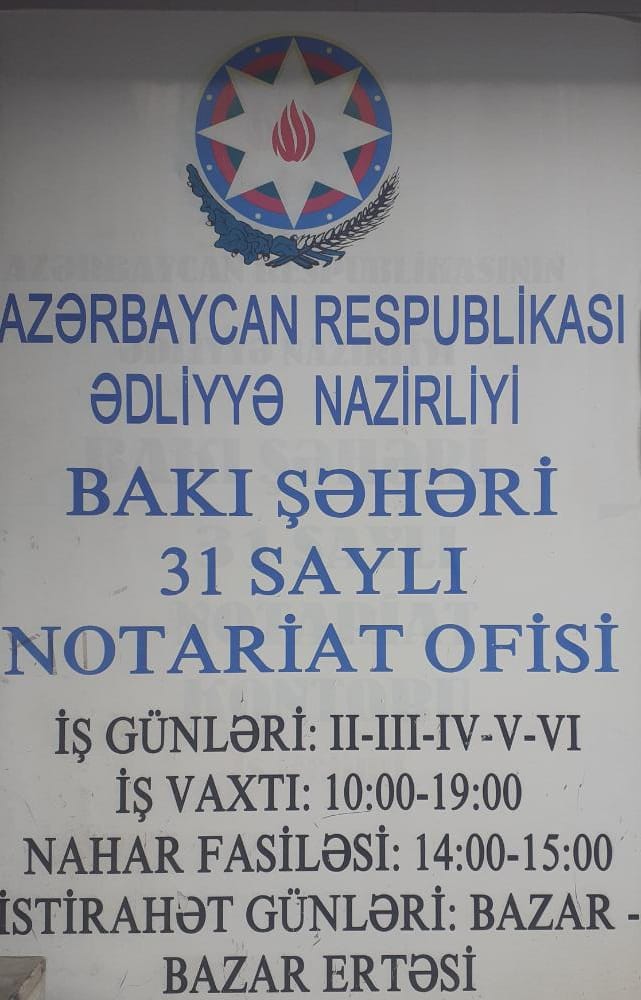 AZƏRBAYCAN RESPUBLİKASI
ƏDLİYYƏ NAZİRLİYİ
BAKI ŞƏHƏRİ
31 SAYLI
NOTARİAT OFİSİ
İŞ GÜNLƏRİ: II-III-IV-V-VI
İŞ VAXTI: 10:00-19:00
NAHAR FASİLƏSİ: 14:00-15:00
İSTİRAHƏT GÜNLƏRİ: BAZAR -
BAZAR ERTƏSİ